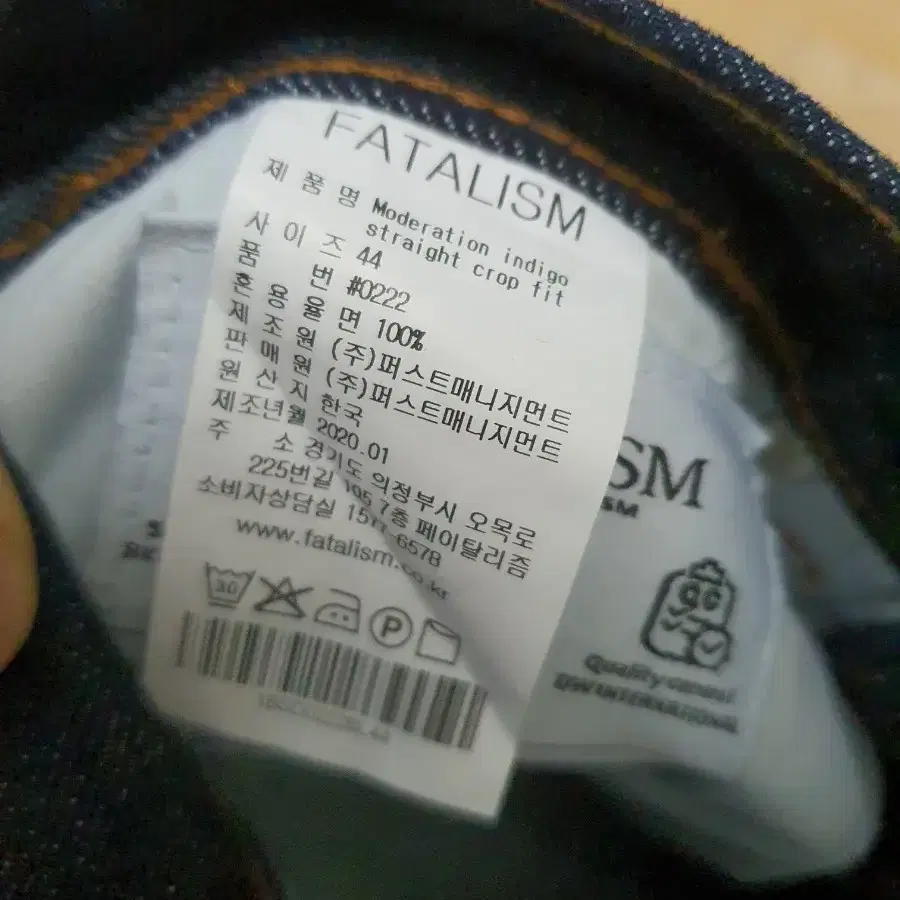 FATALISM
제 품 명 Moderation indigo
straight crop fit
사 이 즈 44
품 번 #0222
혼 용 율 면 100%
제 조 원 (주)퍼스트매니지먼트
판 매 원 (주)퍼스트매니지먼트
원 산 지 한국
제조년월 2020.01
주 소 경기도 의정부시 오목로
225번길 7층 페이탈리즘
소비자상담실
www.fatalism.co.kr
30
P
SM
SM
Quality